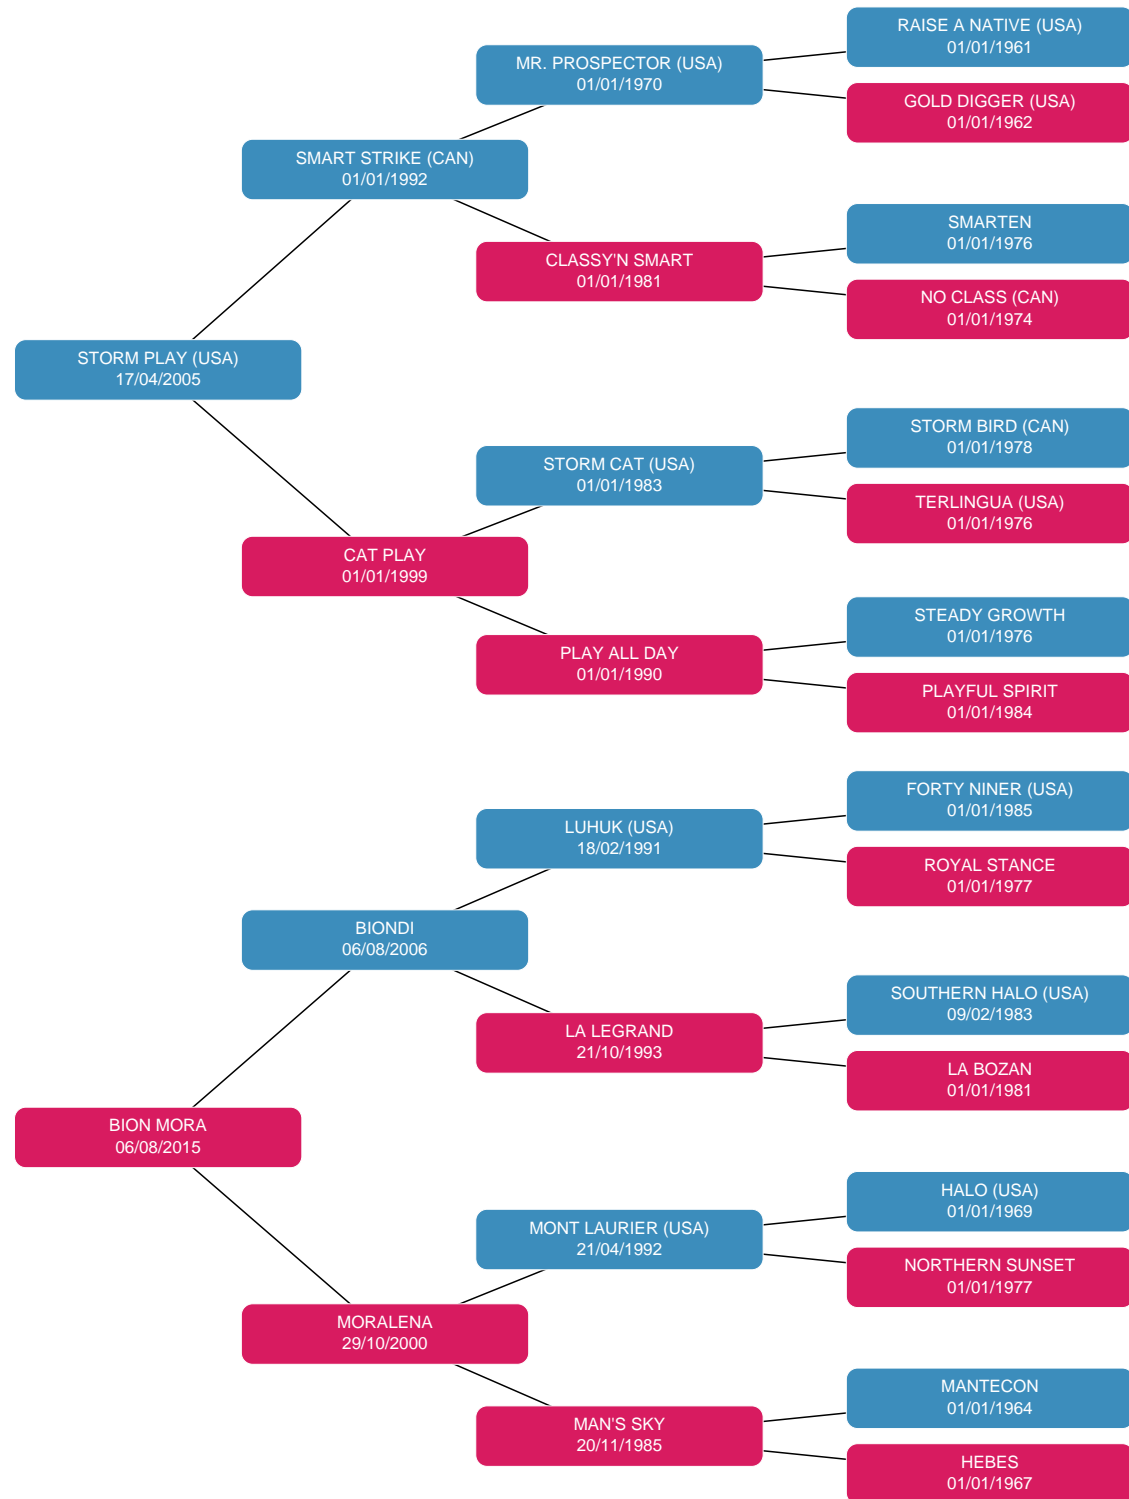 RAISE A NATIVE (USA)
01/01/1961
MR. PROSPECTOR (USA)
01/01/1970
GOLD DIGGER (USA)
01/01/1962
SMART STRIKE (CAN)
01/01/1992
SMARTEN
01/01/1976
CLASSY'N SMART
01/01/1981
NO CLASS (CAN)
01/01/1974
STORM PLAY (USA)
17/04/2005
STORM BIRD (CAN)
01/01/1978
STORM CAT (USA)
01/01/1983
TERLINGUA (USA)
01/01/1976
CAT PLAY
01/01/1999
STEADY GROWTH
01/01/1976
PLAY ALL DAY
01/01/1990
PLAYFUL SPIRIT
01/01/1984
FORTY NINER (USA)
01/01/1985
LUHUK (USA)
18/02/1991
ROYAL STANCE
01/01/1977
BIONDI
06/08/2006
SOUTHERN HALO (USA)
09/02/1983
LA LEGRAND
21/10/1993
LA BOZAN
01/01/1981
BION MORA
06/08/2015
HALO (USA)
01/01/1969
MONT LAURIER (USA)
21/04/1992
NORTHERN SUNSET
01/01/1977
MORALENA
29/10/2000
MANTECON
01/01/1964
MAN'S SKY
20/11/1985
HEBES
01/01/1967